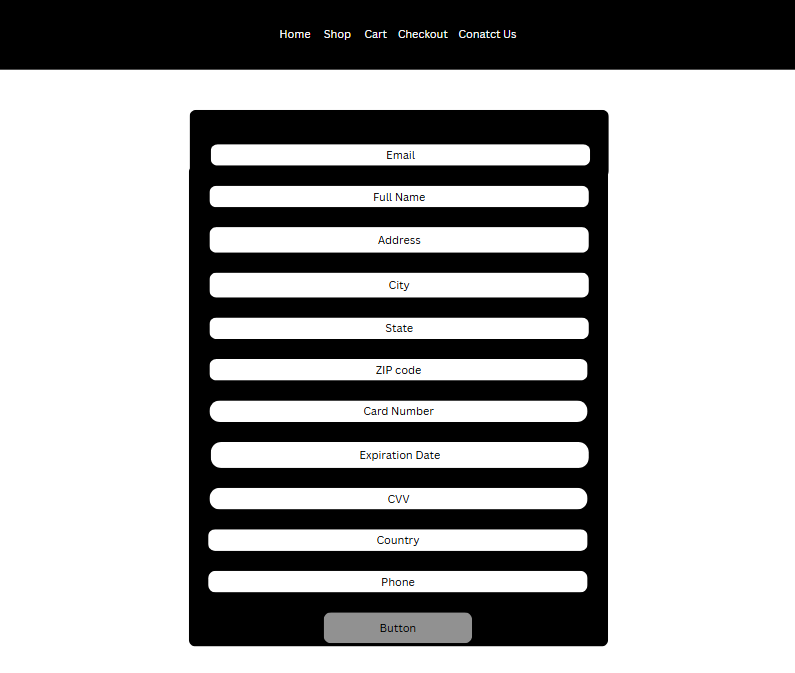 Home Shop Cart Checkout Conatct Us
Email
Full Name
Address
City
State
ZIP code
Card Number
Expiration Date
CVV
Country
Phone
Button